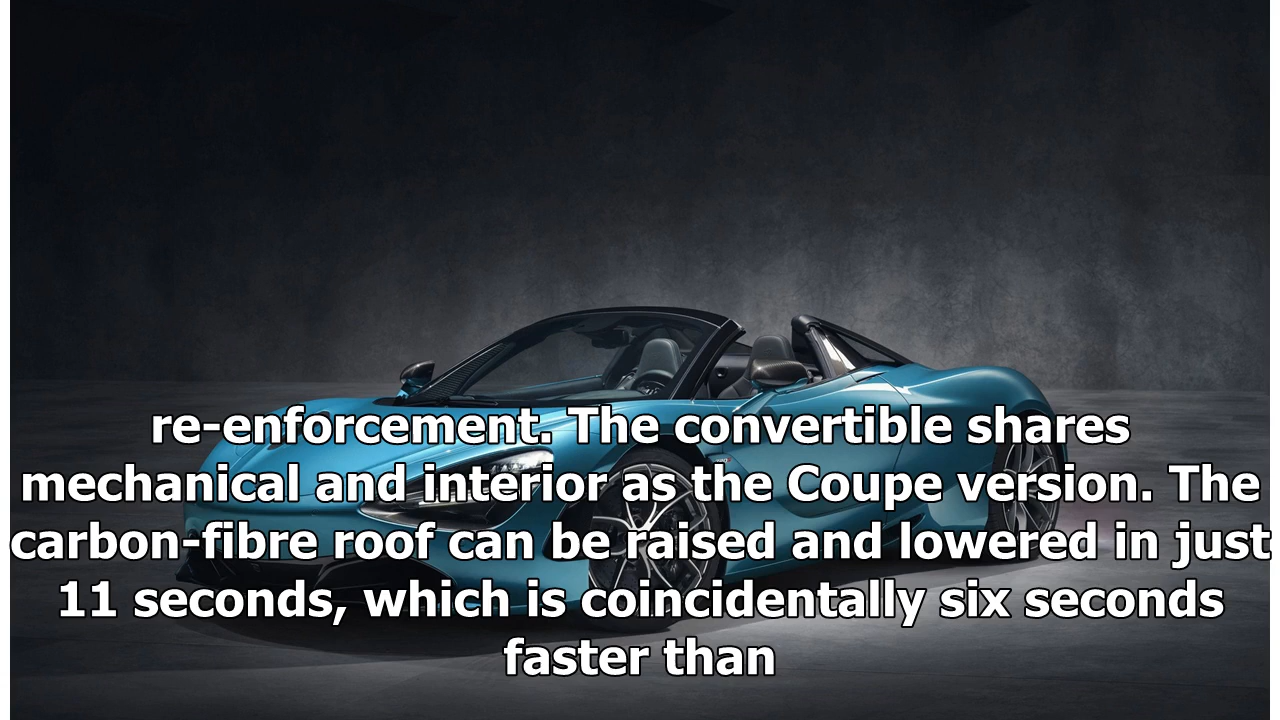 re-enforcement. The convertible shares
mechanical and interior as the Coupe version. The
carbon-fibre roof can be raised and lowered in just
11 seconds, which is coincidentally six seconds
faster than